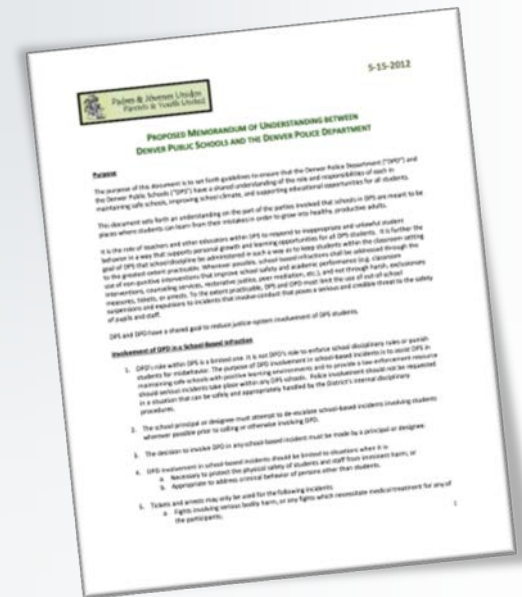 5-15-2012
Padres & Jóvenes Unidos
Parents & Youth United
PROPOSED MEMORANDUM OF UNDERSTANDING BETWEEN
DENVER PUBLIC SCHOOLS AND THE DENVER POLICE DEPARTMENT
Purpose
The purpose of this document is to set forth guidelines to ensure that the Denver Police Department ("DPD") and
the Denver Public Schools ("DPS") have a shared understanding of the role and responsibilities of each in
maintaining safe schools, improving school climate, and supporting educational opportunities for all students.
This document sets forth an understanding on the part of the parties involved that schools in DPS are meant to be
places where students can learn from their mistakes in order to grow into healthy, productive adults.
It is the role of teachers and other educators within DPS to respond to inappropriate and unlawful student
behavior in a way that supports personal growth and learning opportunities for all DPS students. It is further the
goal of DPS that school discipline be administered in such a way as to keep students within the classroom setting
to the greatest extent practicable. Wherever possible, school-based infractions shall be addressed through the
use of non-punitive interventions that improve school safety and academic performance (e.g. classroom
interventions, counseling services, restorative justice, peer mediation, etc.), and not through harsh, exclusionary
measures, tickets, or arrests. To the extent practicable, DPS and DPD must limit the use of out-of-school
suspensions and expulsions to incidents that involve conduct that poses a serious and credible threat to the safety
of pupils and staff.
DPS and DPD have a shared goal to reduce justice-system involvement of DPS students.
Involvement of DPD in a School-Based Infraction
1. DPD's role within DPS is a limited one. It is not DPD's role to enforce school disciplinary rules or punish
students for misbehavior. The purpose of DPD involvement in school-based incidents is to assist DPS in
maintaining safe schools with positive learning environments and to provide a law enforcement resource
should serious incidents take place within any DPS schools. Police involvement should not be requested
in a situation that can be safely and appropriately handled by the District's internal disciplinary
procedures.
2. The school principal or designee must attempt to de-escalate school-based incidents involving students
wherever possible prior to calling or otherwise involving DPD.
3. The decision to involve DPD in any school-based incident must be made by a principal or designee.
4. DPD involvement in school-based incidents should be limited to situations when it is:
a. Necessary to protect the physical safety of students and staff from imminent harm, or
b. Appropriate to address criminal behavior of persons other than students.
5. Tickets and arrests may only be used for the following incidents:
a. Fights involving serious bodily harm, or any fights which necessitate medical treatment for any of
the participants;
1